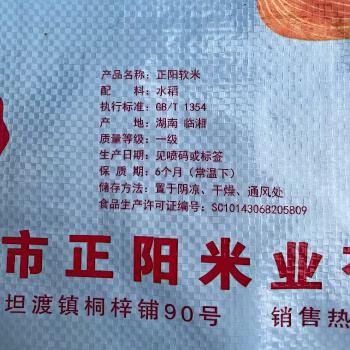 产品名称：正阳软米
配　　料：水稻
执行标准：GB/T 1354
产　　地：湖南 临湘
质量等级：一级
生产日期：见喷码或标签
保 质 期：6个月（常温下）
储存方法：置于阴凉、干燥、通风处
食品生产许可证编号：SC10143068205809
市正阳米业
坦渡镇桐梓铺90号　销售热